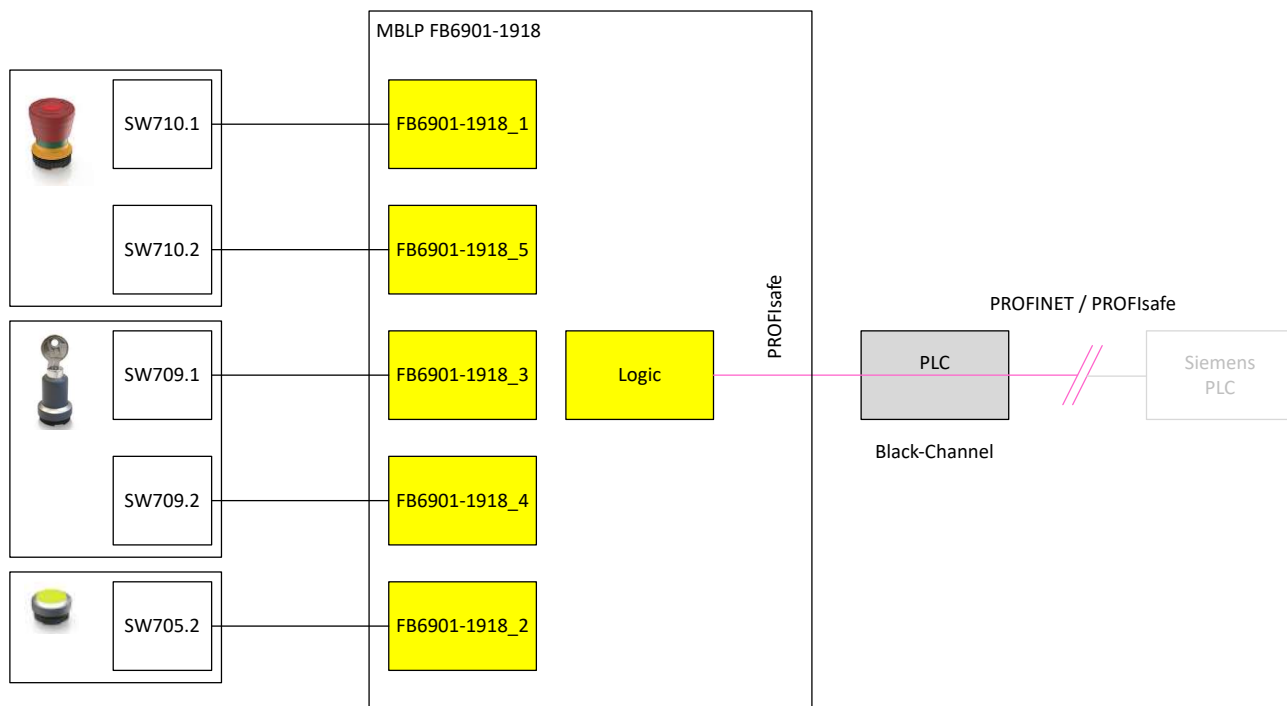 MBLP FB6901-1918
SW710.1
FB6901-1918_1
SW710.2
FB6901-1918_5
PROFIsafe
PROFINET / PROFIsafe
SW709.1
FB6901-1918_3
Logic
PLC
Siemens
PLC
Black-Channel
SW709.2
FB6901-1918_4
SW705.2
FB6901-1918_2